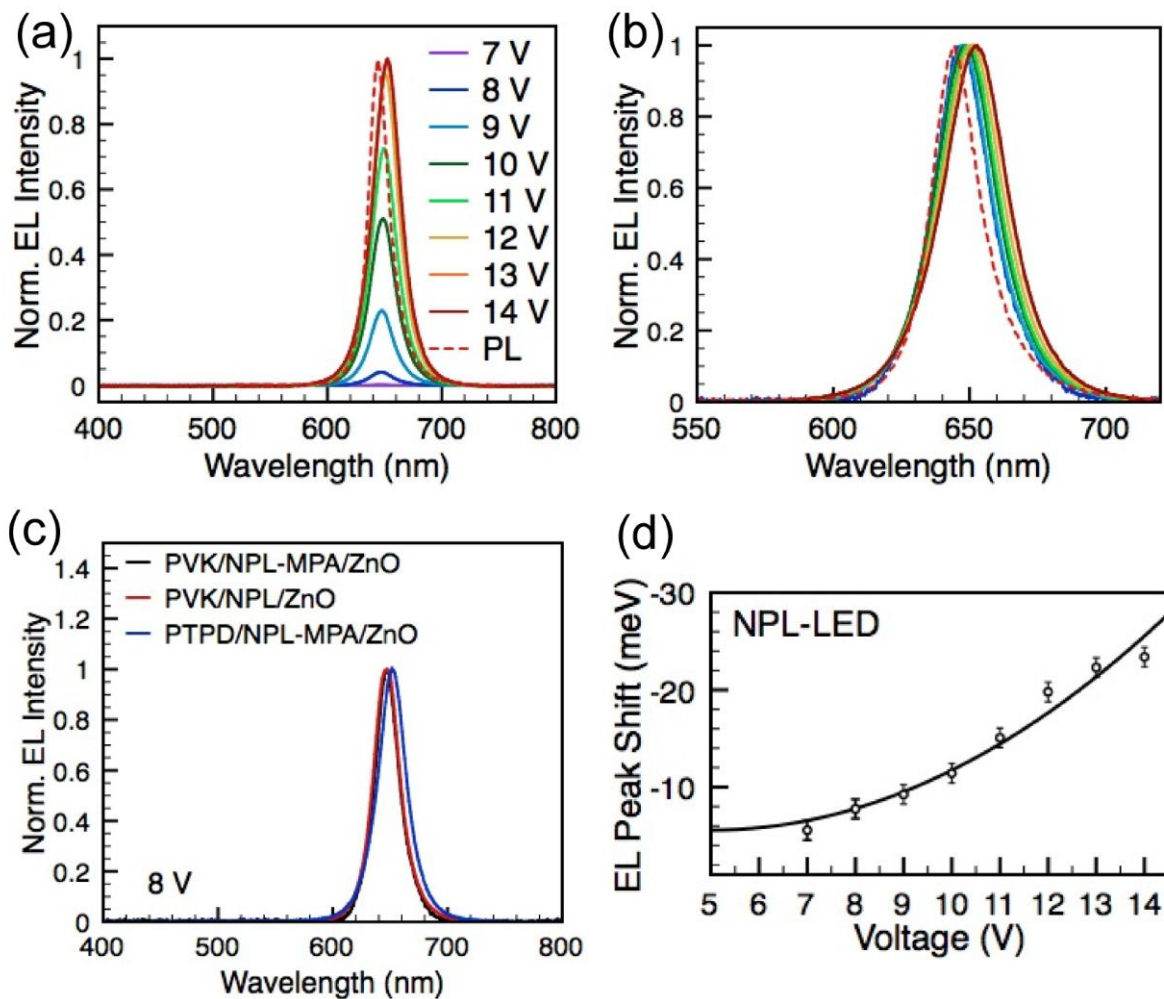 (a)
Norm. EL Intensity
1
0.8
0.6
0.4
0.2
0
7 V
8 V
9 V
10 V
11 V
12 V
13 V
14 V
PL
400 500 600 700 800
Wavelength (nm)
(b)
Norm. EL Intensity
1
0.8
0.6
0.4
0.2
0
550 600 650 700
Wavelength (nm)
(c)
Norm. EL Intensity
1.4
1.2
1
0.8
0.6
0.4
0.2
0
PVK/NPL-MPA/ZnO
PVK/NPL/ZnO
PTPD/NPL-MPA/ZnO
8 V
400 500 600 700 800
Wavelength (nm)
(d)
EL Peak Shift (meV)
-30
-20
-10
NPL-LED
5 6 7 8 9 10 11 12 13 14
Voltage (V)